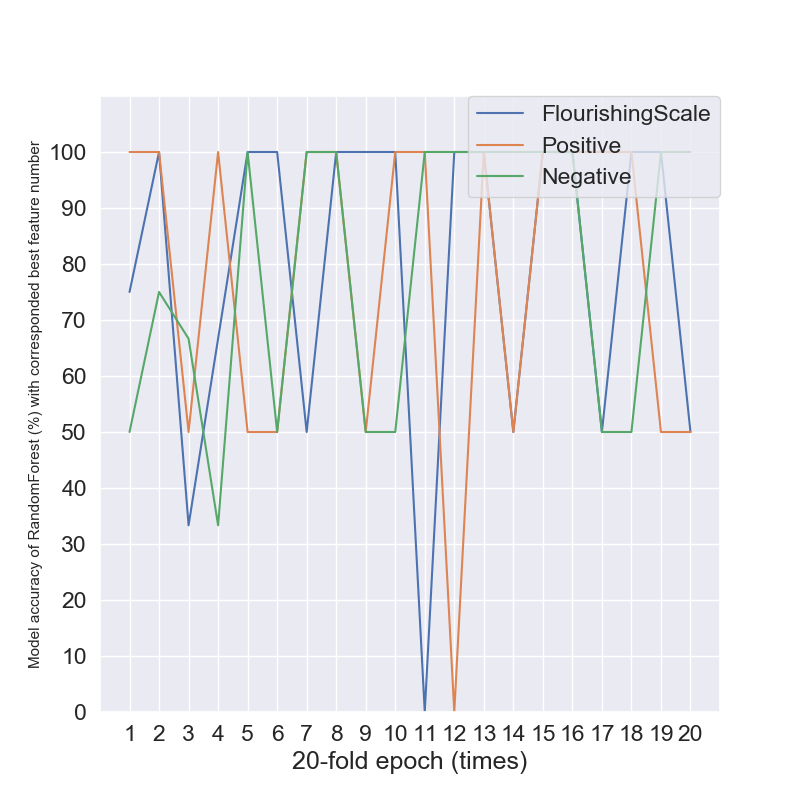 FlourishingScale
Positive
Negative
Model accuracy of RandomForest (%) with corresponded best feature number
100
90
80
70
60
50
40
30
20
10
0
1 2 3 4 5 6 7 8 9 10 11 12 13 14 15 16 17 18 19 20
20-fold epoch (times)